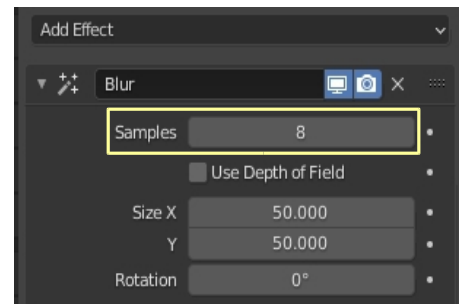 Add Effect
Blur
Samples 8
Use Depth of Field
Size X 50.000
Y 50.000
Rotation 0°